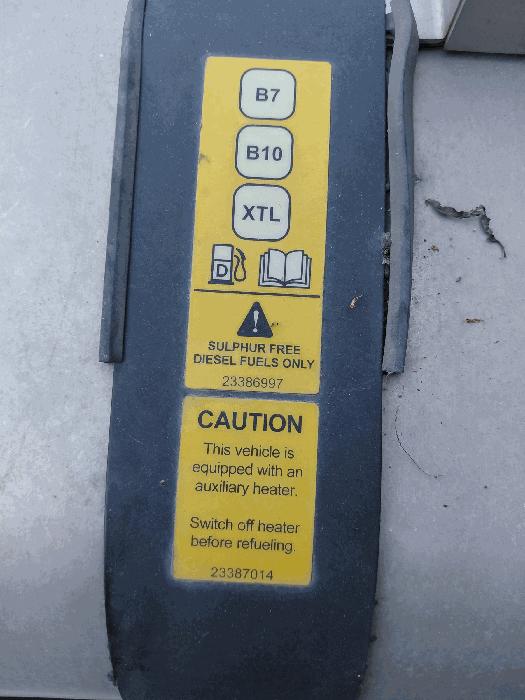 B7
B10
XTL
D
SULPHUR FREE
DIESEL FUELS ONLY
23386997
CAUTION
This vehicle is
equipped with an
auxiliary heater.
Switch off heater
before refueling.
23387014